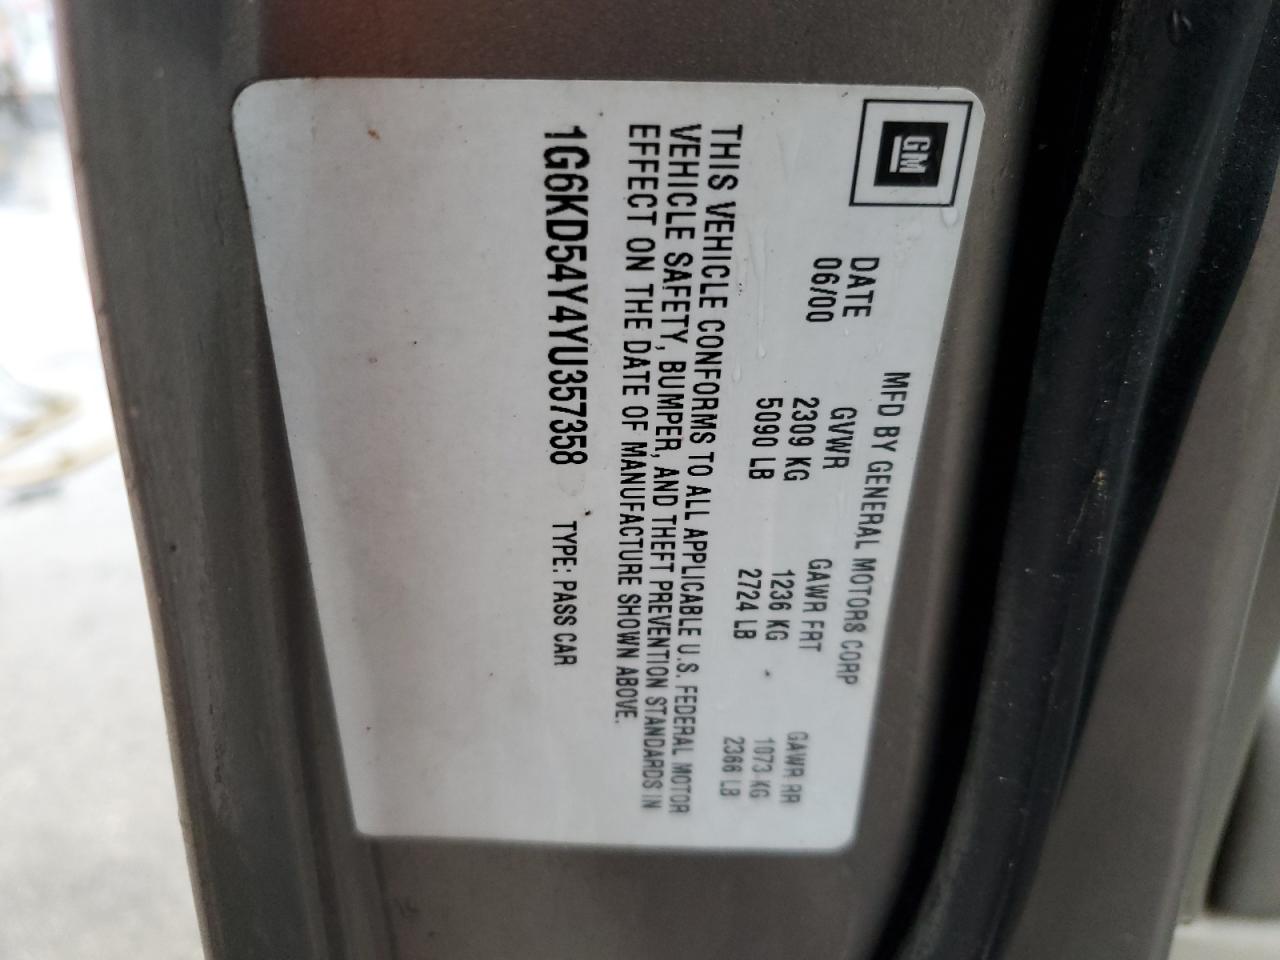 GM
MFD BY GENERAL MOTORS CORP
DATE GVWR GAWR FRT GAWR RR
06/00 2309 KG 1236 KG 1073 KG
5090 LB 2724 LB 2366 LB
THIS VEHICLE CONFORMS TO ALL APPLICABLE U.S. FEDERAL MOTOR
VEHICLE SAFETY, BUMPER, AND THEFT PREVENTION STANDARDS IN
EFFECT ON THE DATE OF MANUFACTURE SHOWN ABOVE.
1G6KD54Y4YU357358 TYPE: PASS CAR